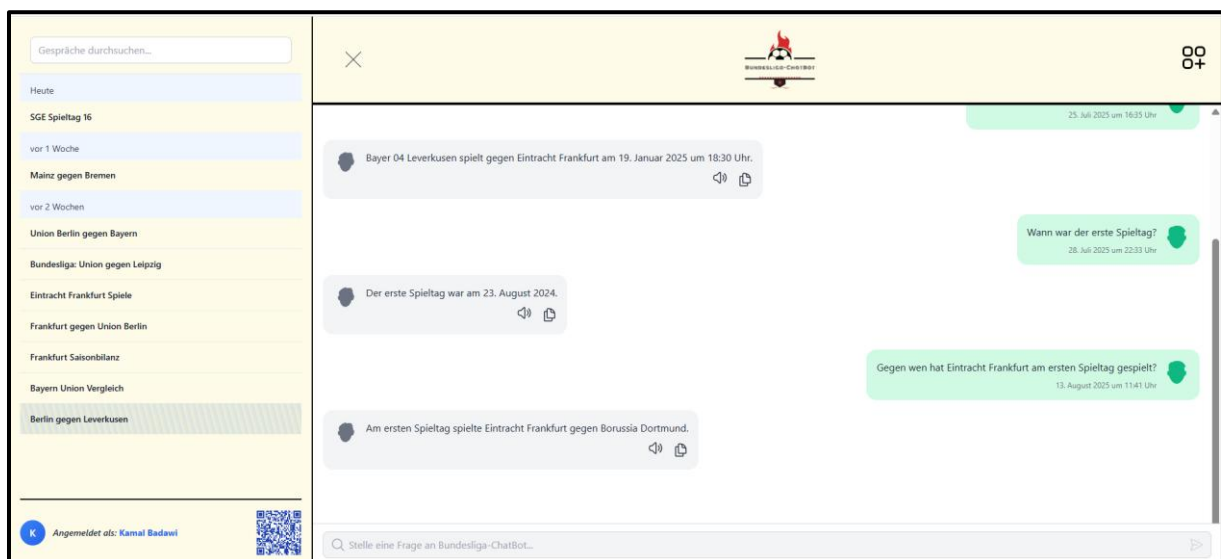 Gespräche durchsuchen...
Heute
SGE Spieltag 16
vor 1 Woche
Mainz gegen Bremen
vor 2 Wochen
Union Berlin gegen Bayern
Bundesliga: Union gegen Leipzig
Eintracht Frankfurt Spiele
Frankfurt gegen Union Berlin
Frankfurt Saisonbilanz
Bayern Union Vergleich
Berlin gegen Leverkusen
K
Angemeldet als: Kamal Badawi
BUNDESLIGA-CHATBOT
25. Juli 2025 um 16:35 Uhr
Bayer 04 Leverkusen spielt gegen Eintracht Frankfurt am 19. Januar 2025 um 18:30 Uhr.
Wann war der erste Spieltag?
28. Juli 2025 um 22:33 Uhr
Der erste Spieltag war am 23. August 2024.
Gegen wen hat Eintracht Frankfurt am ersten Spieltag gespielt?
13. August 2025 um 11:41 Uhr
Am ersten Spieltag spielte Eintracht Frankfurt gegen Borussia Dortmund.
Stelle eine Frage an Bundesliga-ChatBot...